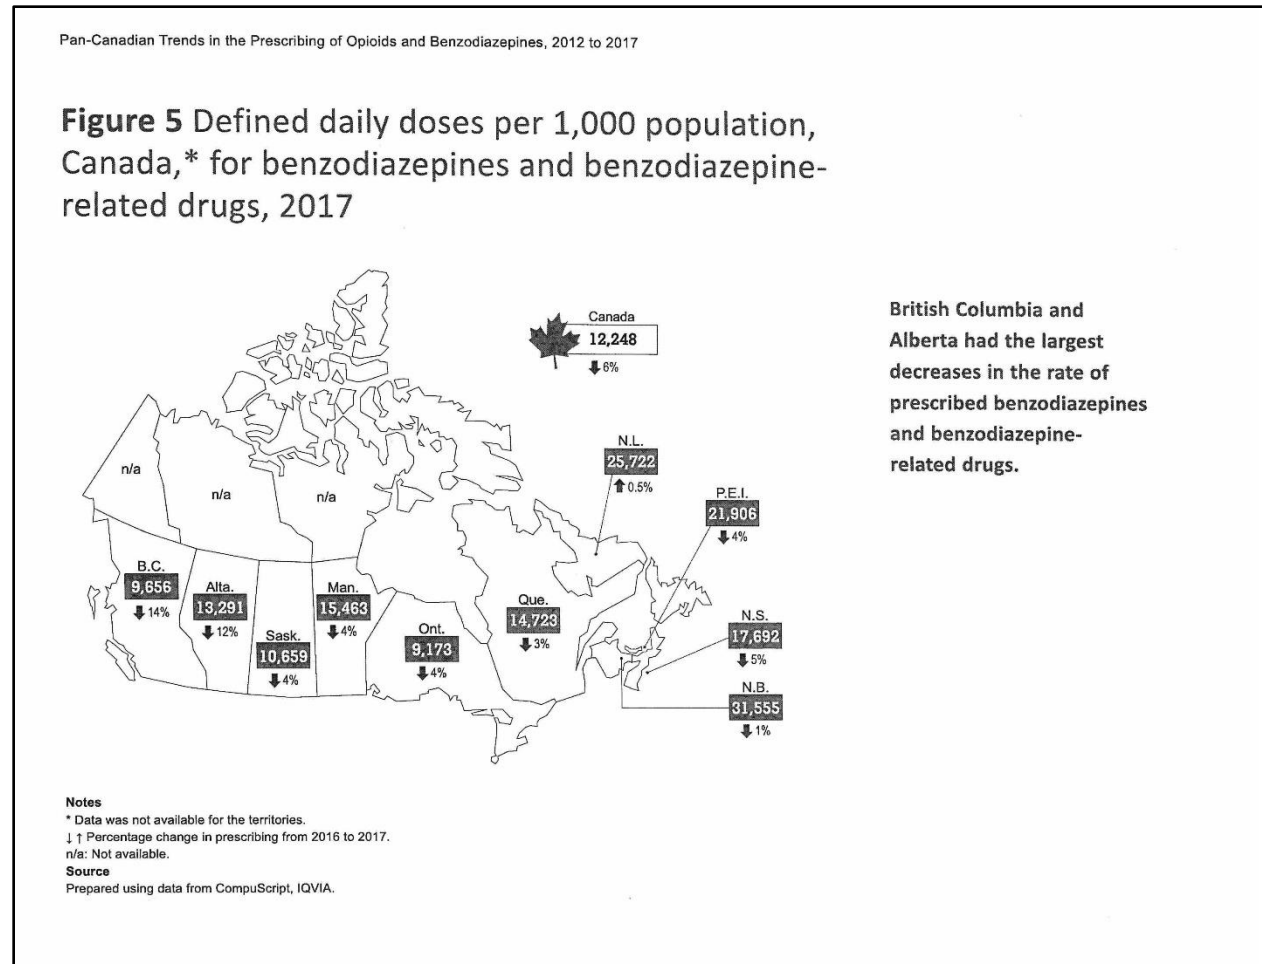 Pan-Canadian Trends in the Prescribing of Opioids and Benzodiazepines, 2012 to 2017
Figure 5 Defined daily doses per 1,000 population,
Canada,* for benzodiazepines and benzodiazepine-
related drugs, 2017
British Columbia and
Alberta had the largest
decreases in the rate of
prescribed benzodiazepines
and benzodiazepine-
related drugs.
Canada
12,248
↓ 6%
n/a
n/a
n/a
N.L.
25,722
↑ 0.5%
P.E.I.
21,906
↓ 4%
B.C.
9,656
↓ 14%
Alta.
13,291
↓ 12%
Sask.
10,659
↓ 4%
Man.
15,463
↓ 4%
Ont.
9,173
↓ 4%
Que.
14,723
↓ 3%
N.S.
17,692
↓ 5%
N.B.
31,555
↓ 1%
Notes
* Data was not available for the territories.
↓ ↑ Percentage change in prescribing from 2016 to 2017.
n/a: Not available.
Source
Prepared using data from CompuScript, IQVIA.